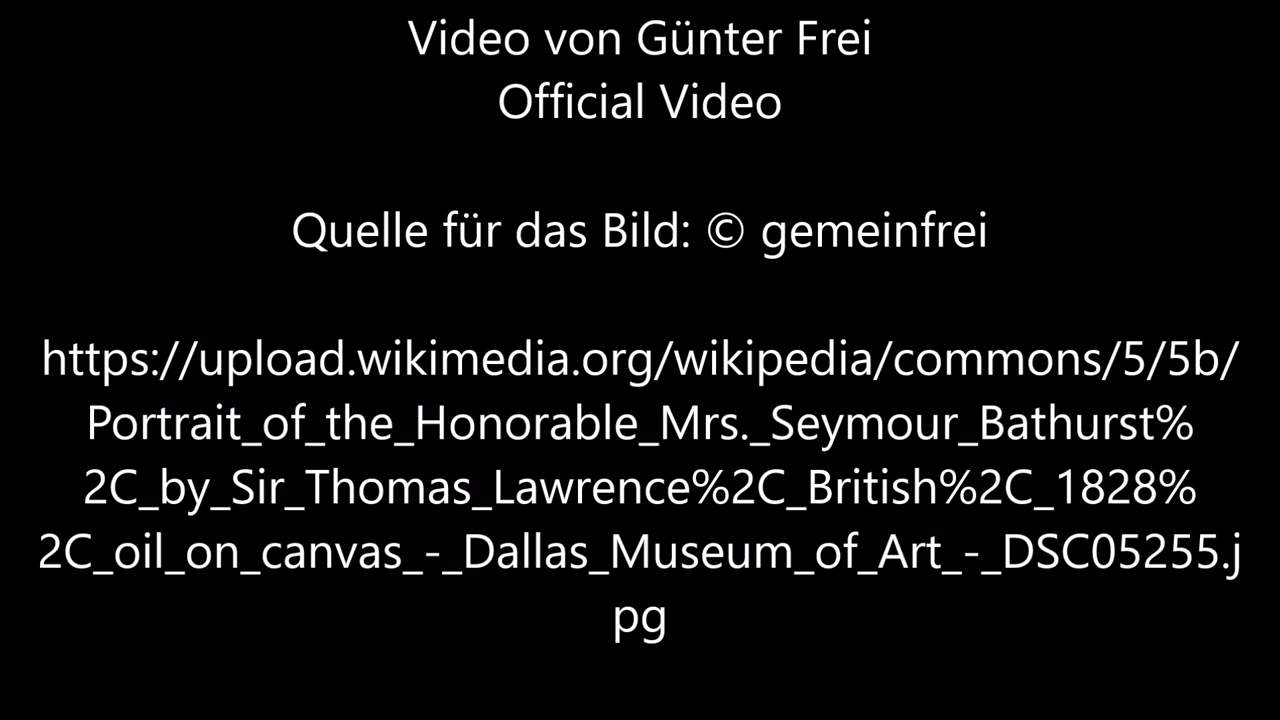 Video von Günter Frei
Official Video
Quelle für das Bild: © gemeinfrei
https://upload.wikimedia.org/wikipedia/commons/5/5b/
Portrait_of_the_Honorable_Mrs._Seymour_Bathurst%
2C_by_Sir_Thomas_Lawrence%2C_British%2C_1828%
2C_oil_on_canvas_-_Dallas_Museum_of_Art_-_DSC05255.j
pg